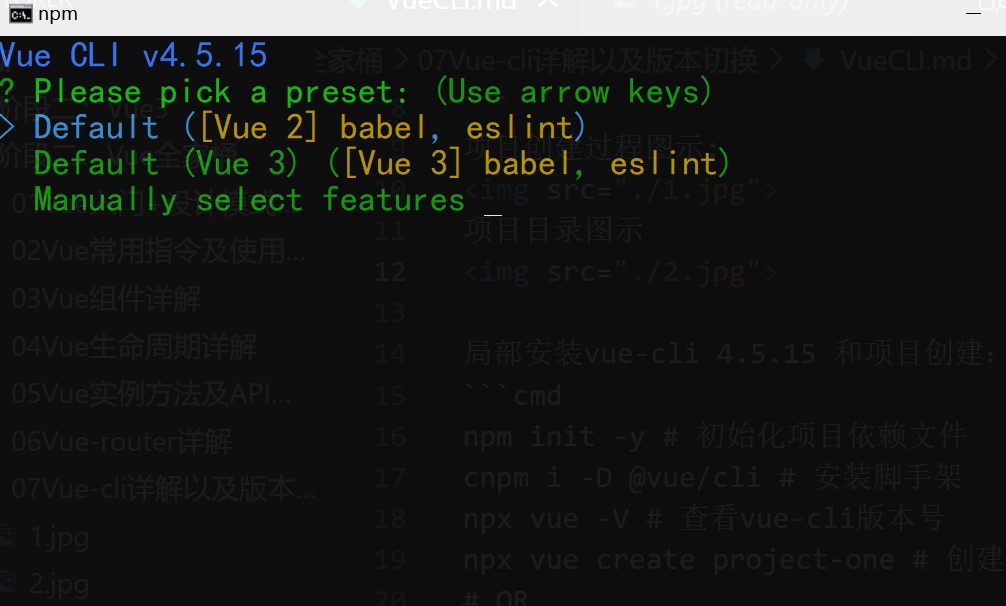 npm
VueCLI.md
1.jpg (read-only)
Vue CLI v4.5.15
? Please pick a preset: (Use arrow keys)
> Default ([Vue 2] babel, eslint)
Default (Vue 3) ([Vue 3] babel, eslint)
Manually select features _
全家桶 > 07Vue-cli详解以及版本切换 > VueCLI.md >
02Vue常用指令及使用...
03Vue组件详解
04Vue生命周期详解
05Vue实例方法及API...
06Vue-router详解
07Vue-cli详解以及版本...
1.jpg
2.jpg
项目创建过程图示:
10 <img src="./1.jpg">
11 项目目录图示
12 <img src="./2.jpg">
13
14 局部安装vue-cli 4.5.15 和项目创建:
15 ```cmd
16 npm init -y # 初始化项目依赖文件
17 cnpm i -D @vue/cli # 安装脚手架
18 npx vue -V # 查看vue-cli版本号
19 npx vue create project-one # 创建
20 # OR